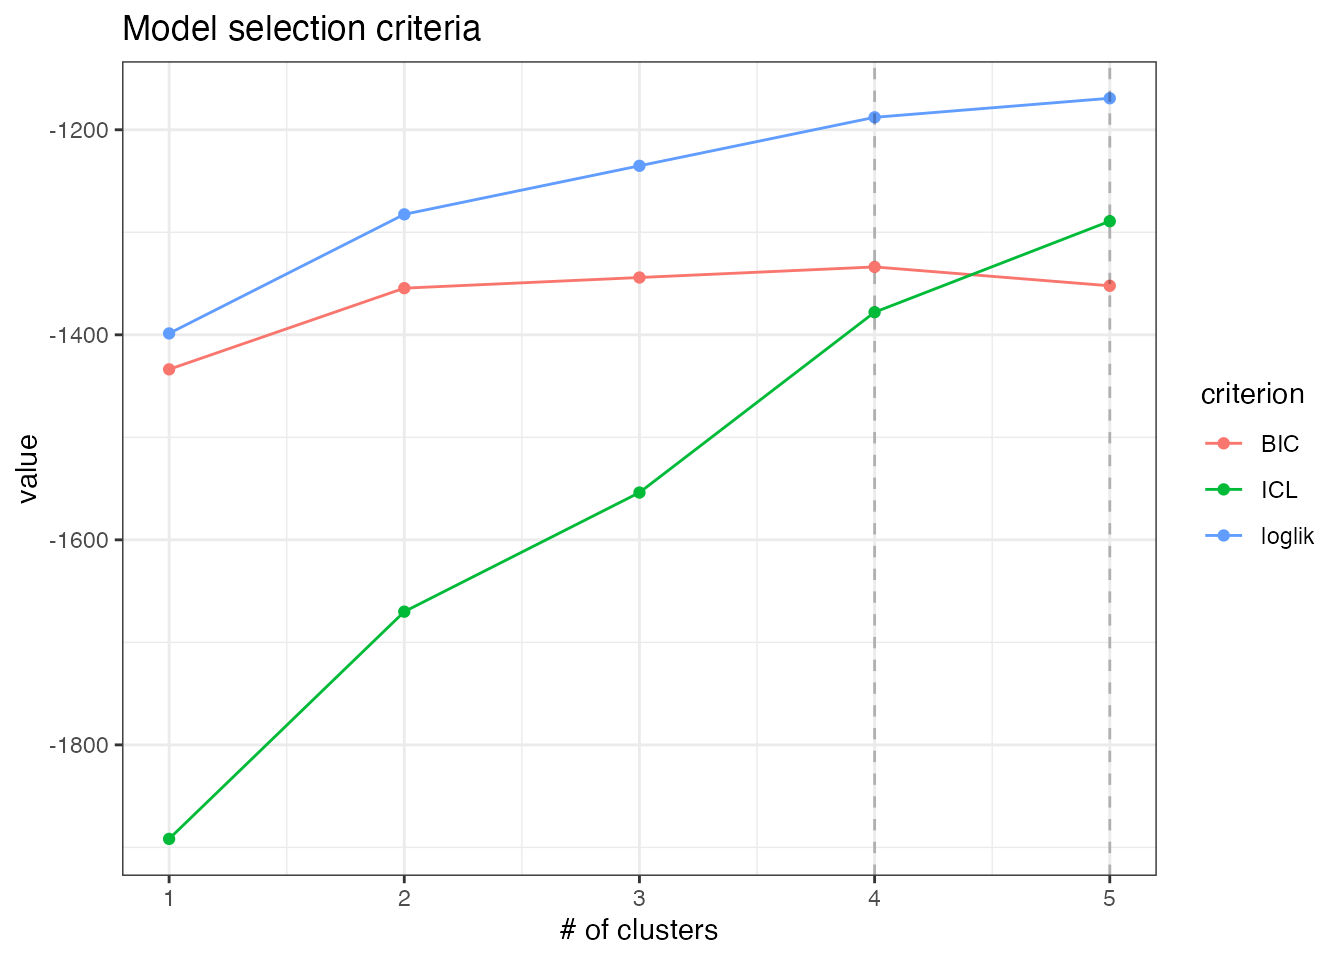 Model selection criteria
value
-1200
-1400
-1600
-1800
1 2 3 4 5
# of clusters
criterion
BIC
ICL
loglik